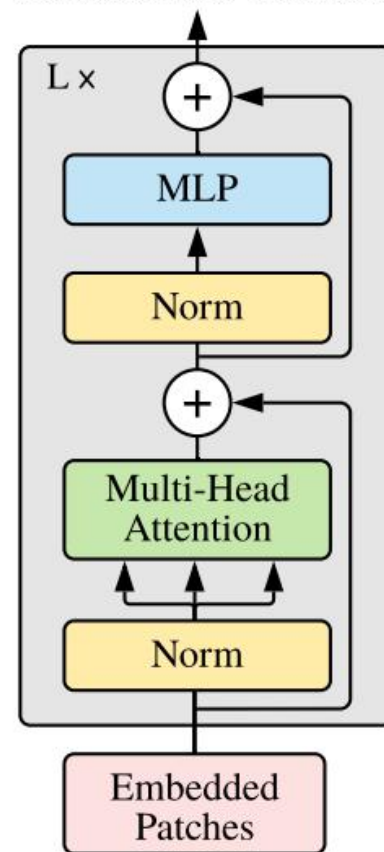 L ×
+
MLP
Norm
+
Multi-Head
Attention
Norm
Embedded
Patches